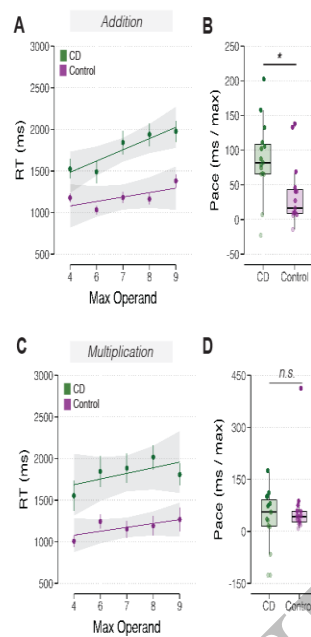 A
Addition
B
CD
Control
RT (ms)
3000
2500
2000
1500
1000
500
4
6
7
8
9
Max Operand
*
Pace (ms / max)
200
150
100
50
0
-50
CD
Control
C
Multiplication
D
CD
Control
RT (ms)
3000
2500
2000
1500
1000
500
4
6
7
8
9
Max Operand
n.s.
Pace (ms / max)
450
300
150
0
-150
CD
Control